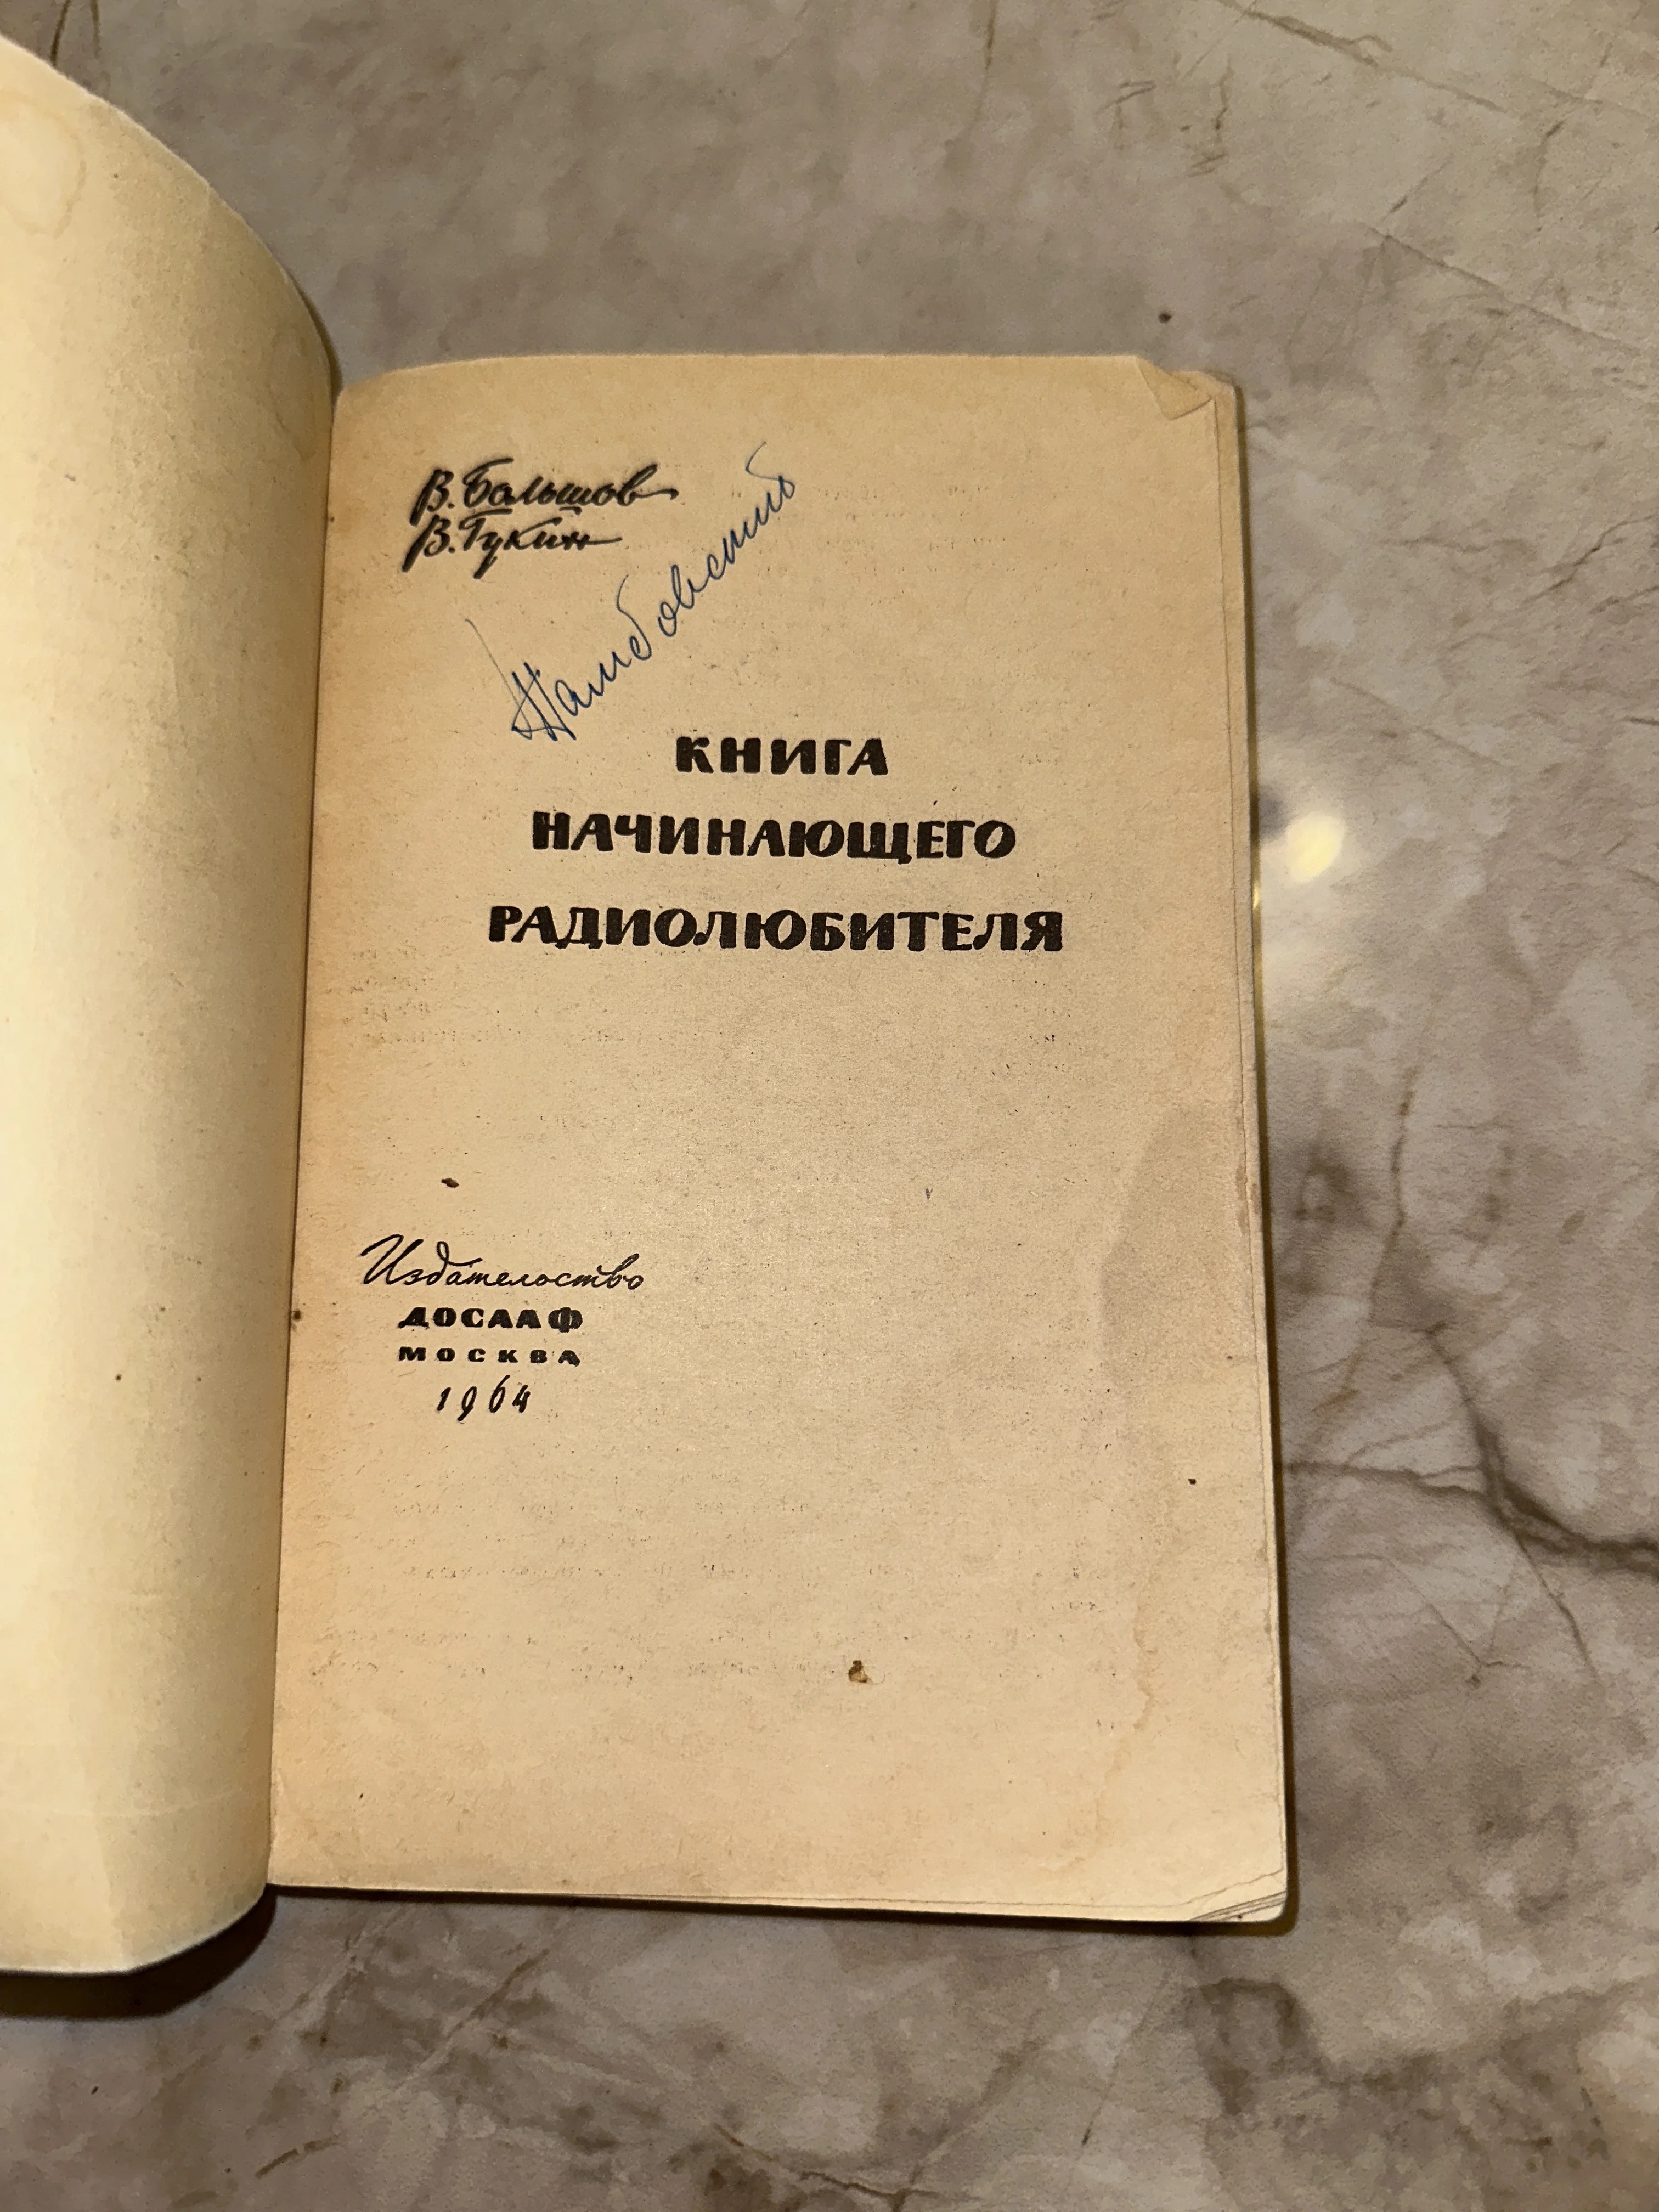 В. Большов
В. Гукин
КНИГА
НАЧИНАЮЩЕГО
РАДИОЛЮБИТЕЛЯ
Издательство
ДОСААФ
МОСКВА
1964